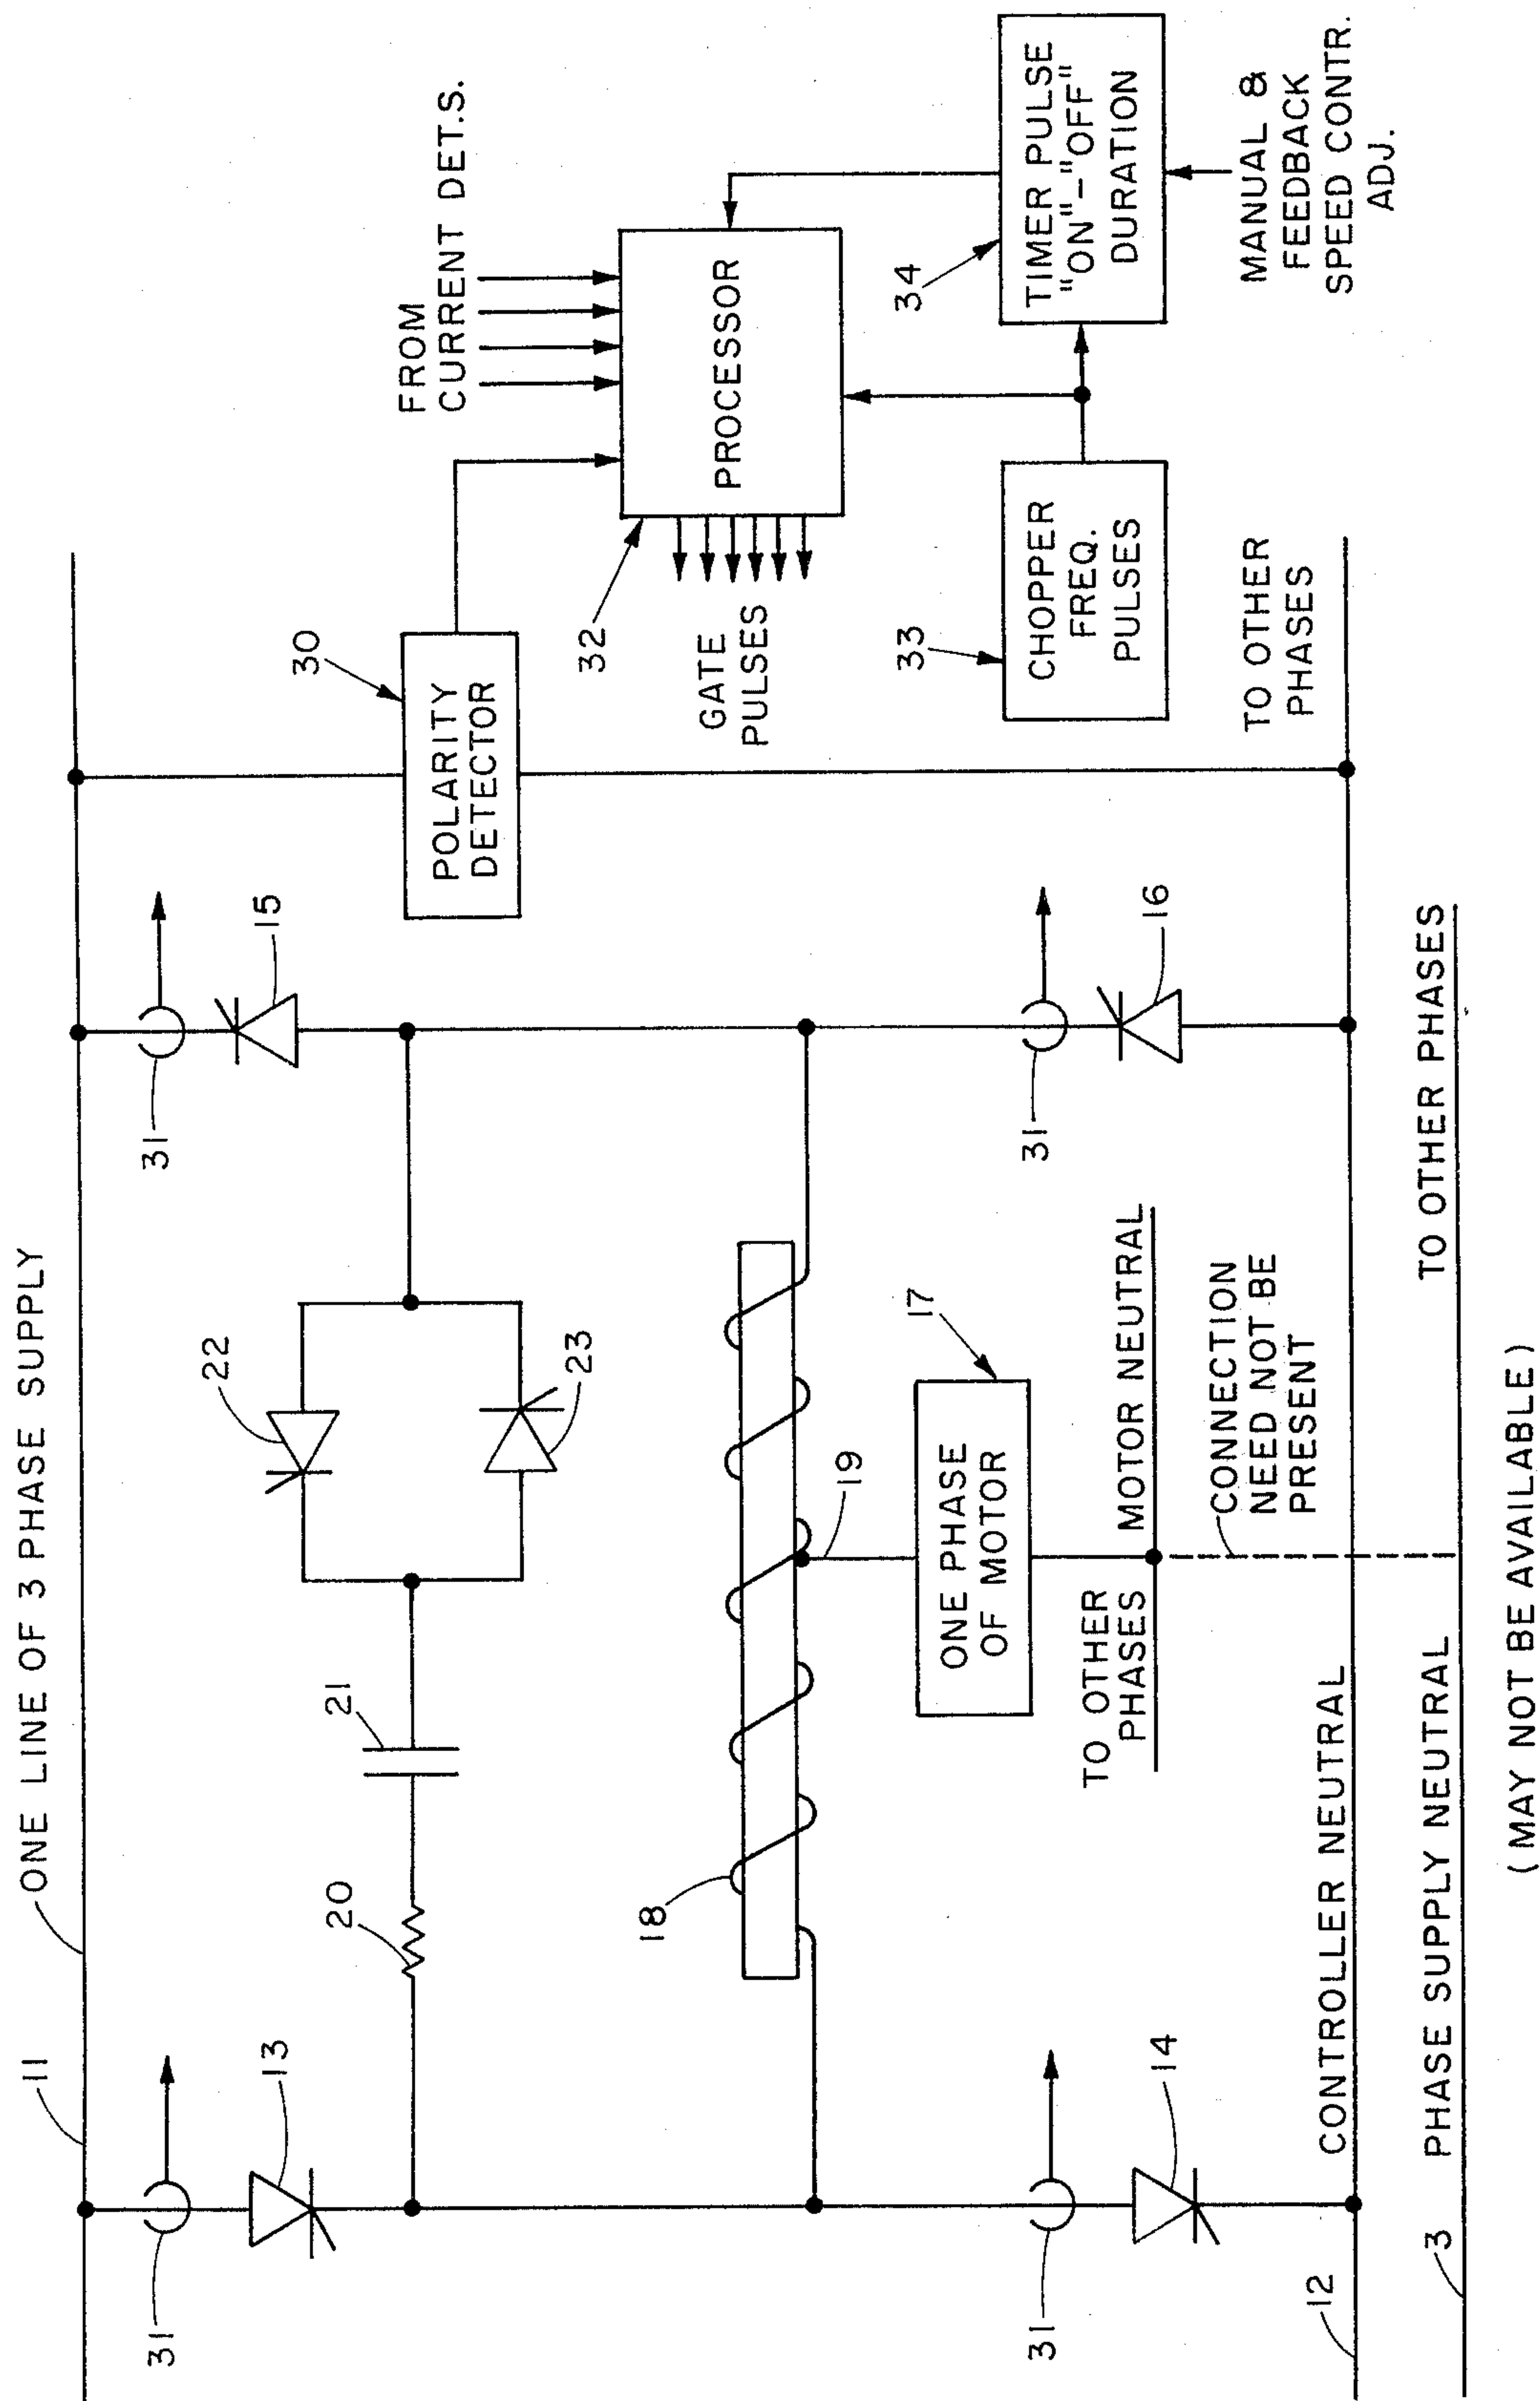 ONE LINE OF 3 PHASE SUPPLY
11
31
13
20
21
22
23
31
15
30
POLARITY
DETECTOR
FROM
CURRENT DET.S.
32
PROCESSOR
GATE
PULSES
18
19
17
ONE PHASE
OF MOTOR
TO OTHER
PHASES
MOTOR NEUTRAL
CONNECTION
NEED NOT BE
PRESENT
31
14
31
16
33
CHOPPER
FREQ.
PULSES
34
TIMER PULSE
"ON"-"OFF"
DURATION
MANUAL &
FEEDBACK
SPEED CONTR.
ADJ.
TO OTHER
PHASES
12
CONTROLLER NEUTRAL
3 PHASE SUPPLY NEUTRAL
TO OTHER PHASES
(MAY NOT BE AVAILABLE)